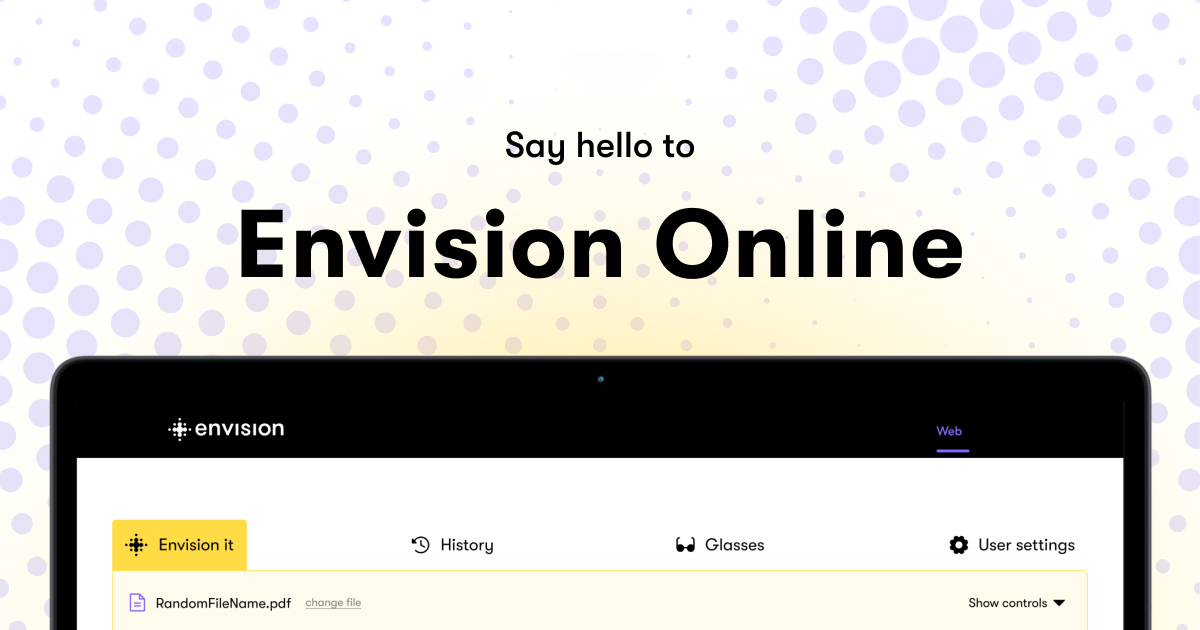 Say hello to
Envision Online
envision
Web
Envision it
History
Glasses
User settings
RandomFileName.pdf
change file
Show controls